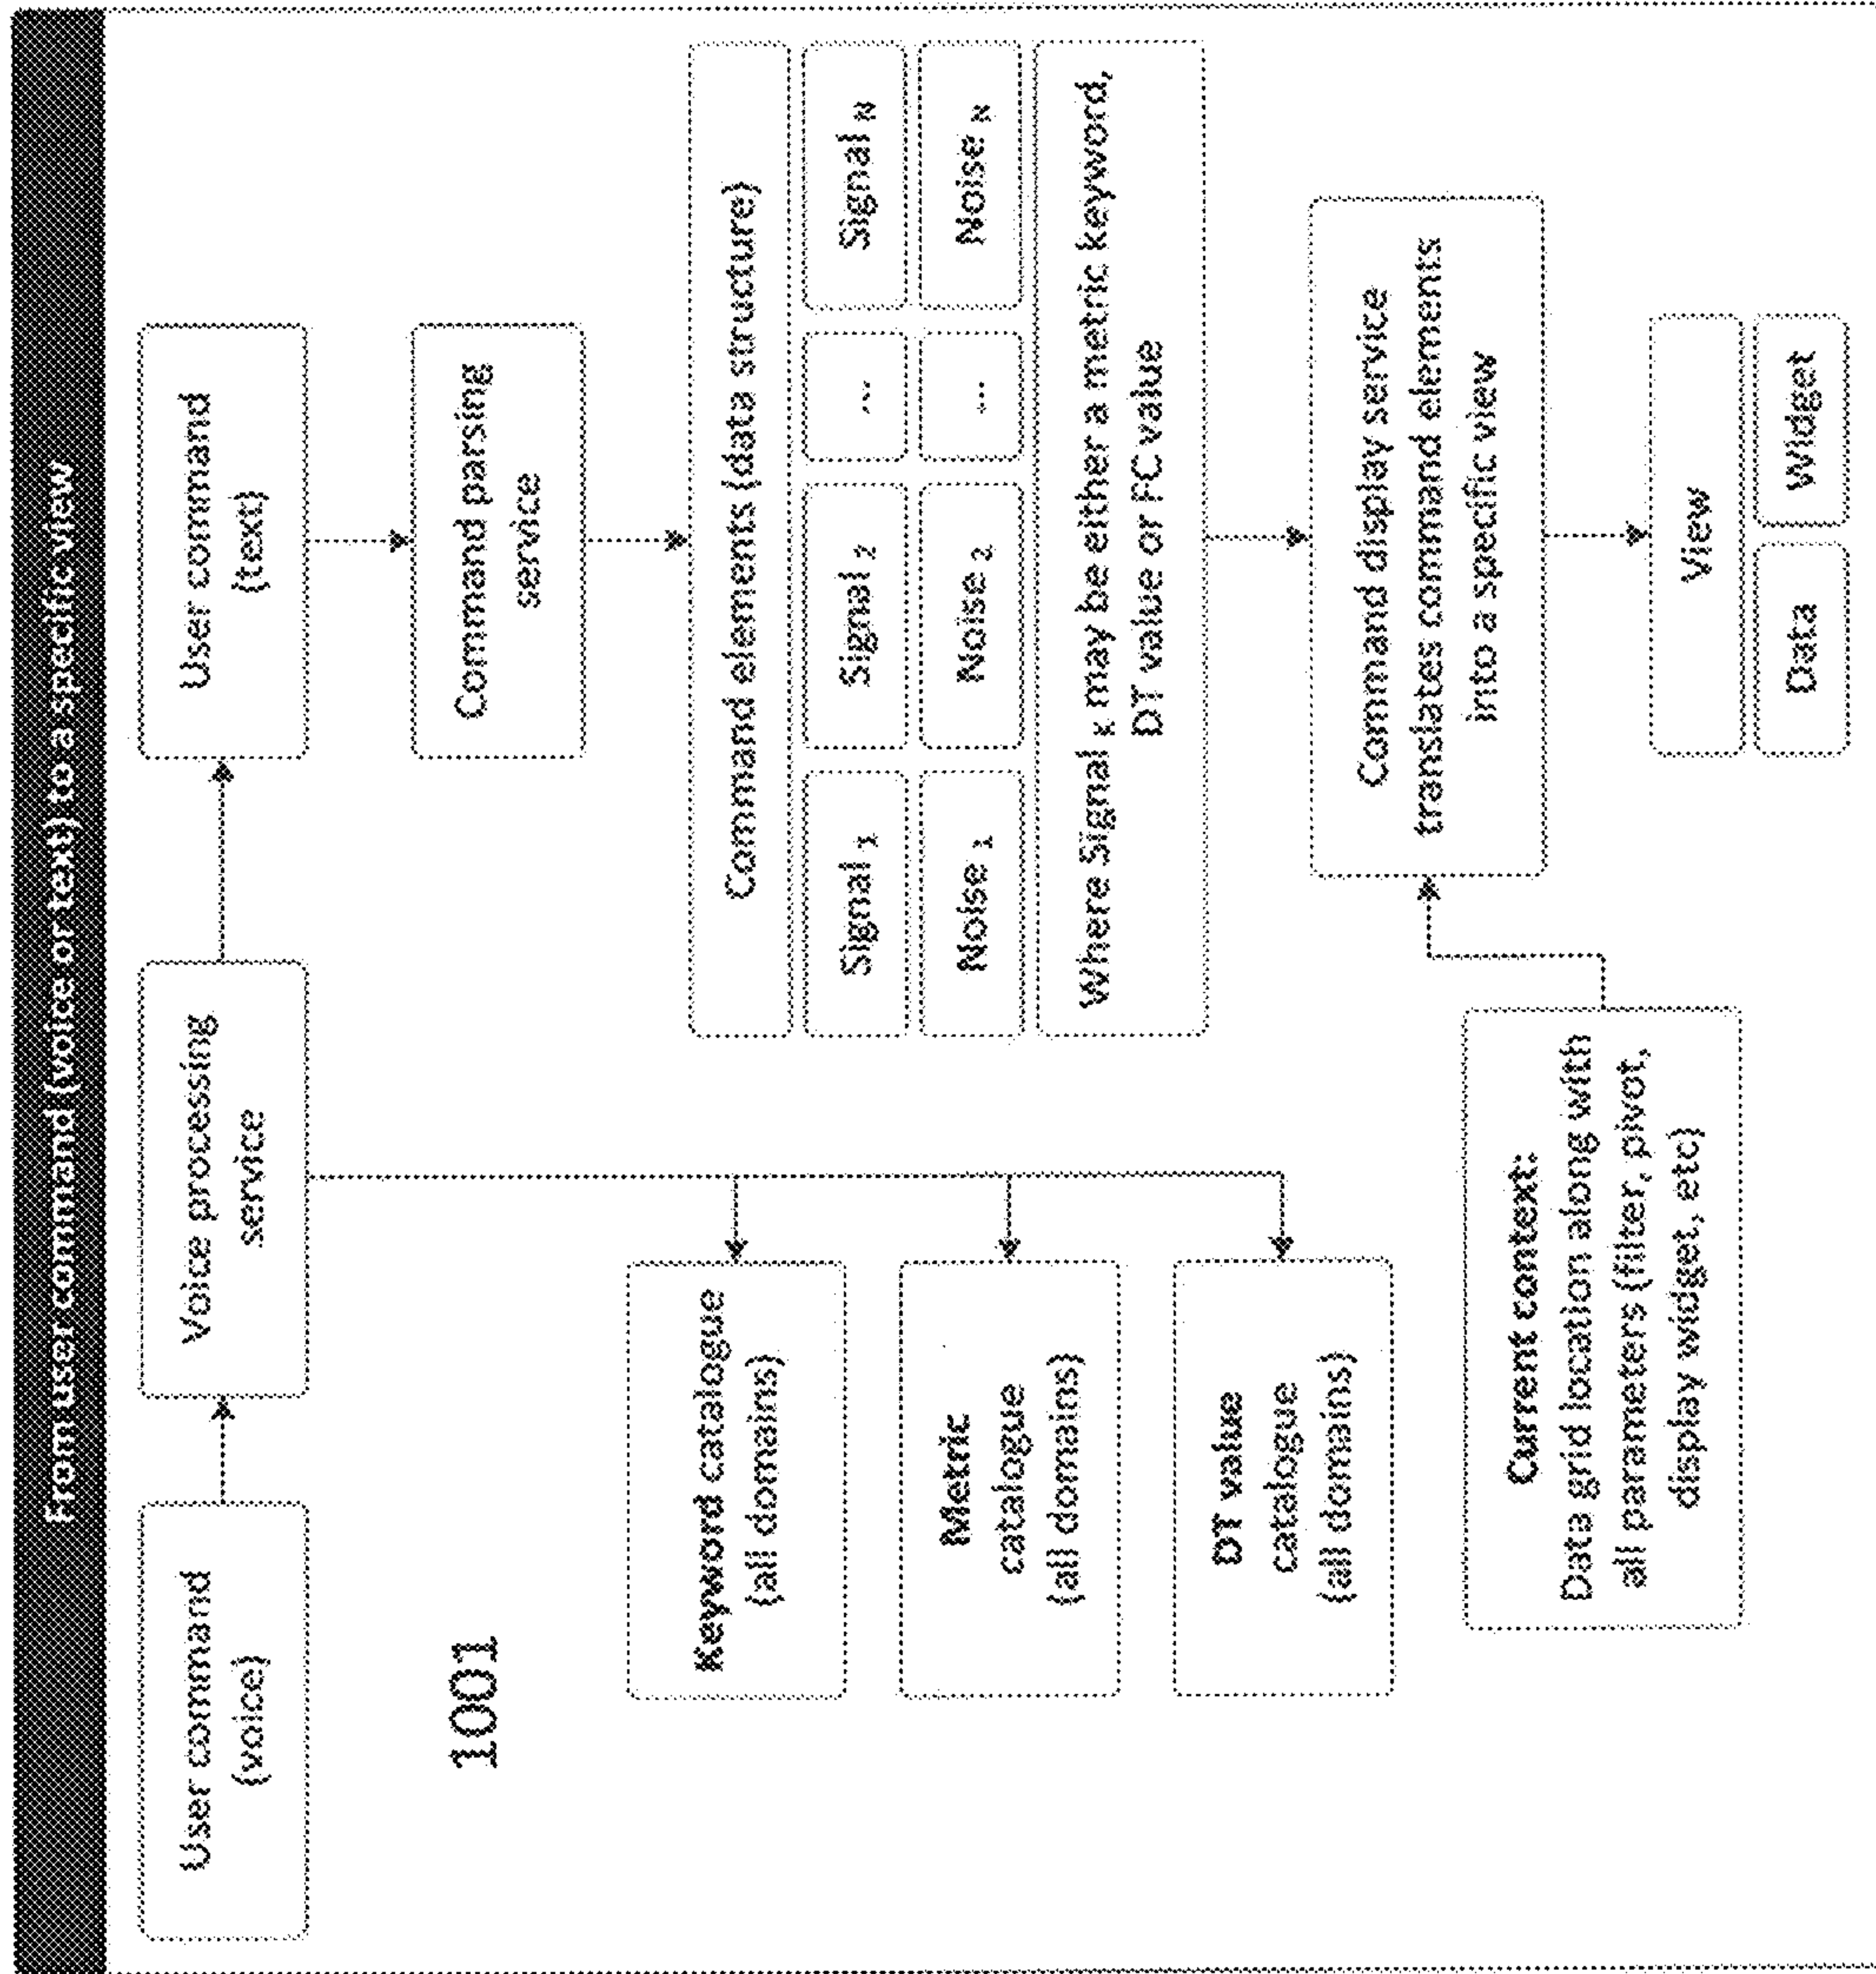 From user command (voice or text) to a specific view
User command
(voice)
Voice processing
service
User command
(text)
1001
Command parsing
service
Keyword catalogue
(all domains)
Metric
catalogue
(all domains)
DT value
catalogue
(all domains)
Command elements (data structure)
Signal 1
Signal 2
...
Signal N
Noise 1
Noise 2
...
Noise N
Where Signal K may be either a metric keyword,
DT value or FC value
Current context:
Data grid location along with
all parameters (filter, pivot,
display widget, etc)
Command display service
translates command elements
into a specific view
View
Data
Widget